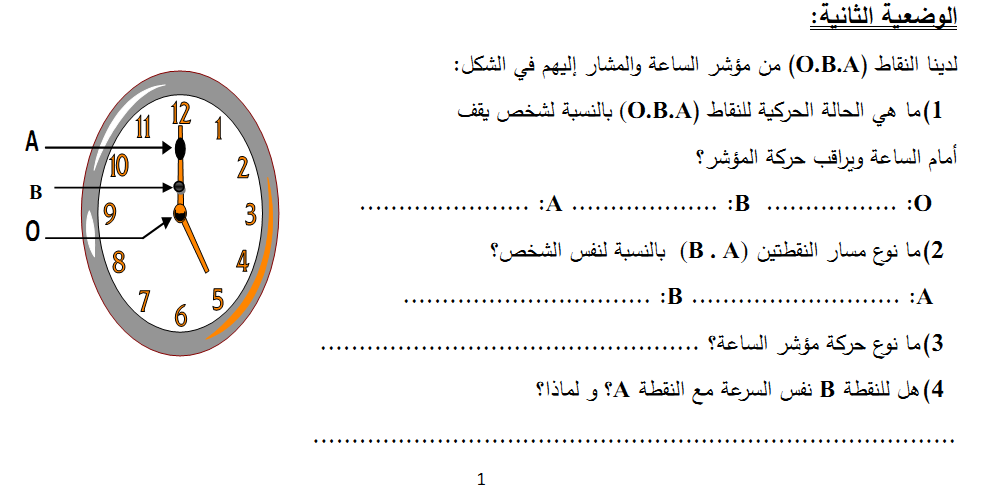 الوضعية الثانية:
لدينا النقاط (O.B.A) من مؤشر الساعة والمشار إليهم في الشكل:
1) ما هي الحالة الحركية للنقاط (O.B.A) بالنسبة لشخص يقف
أمام الساعة ويراقب حركة المؤشر؟
O: ................. B: ................... A: ......................
2) ما نوع مسار النقطتين (B . A) بالنسبة لنفس الشخص؟
A: ........................... B: ................................
3) ما نوع حركة مؤشر الساعة؟ .................................................
4) هل للنقطة B نفس السرعة مع النقطة A؟ و لماذا؟
...................................................................................
A
B
O
12
1
2
3
4
5
6
7
8
9
10
11
1